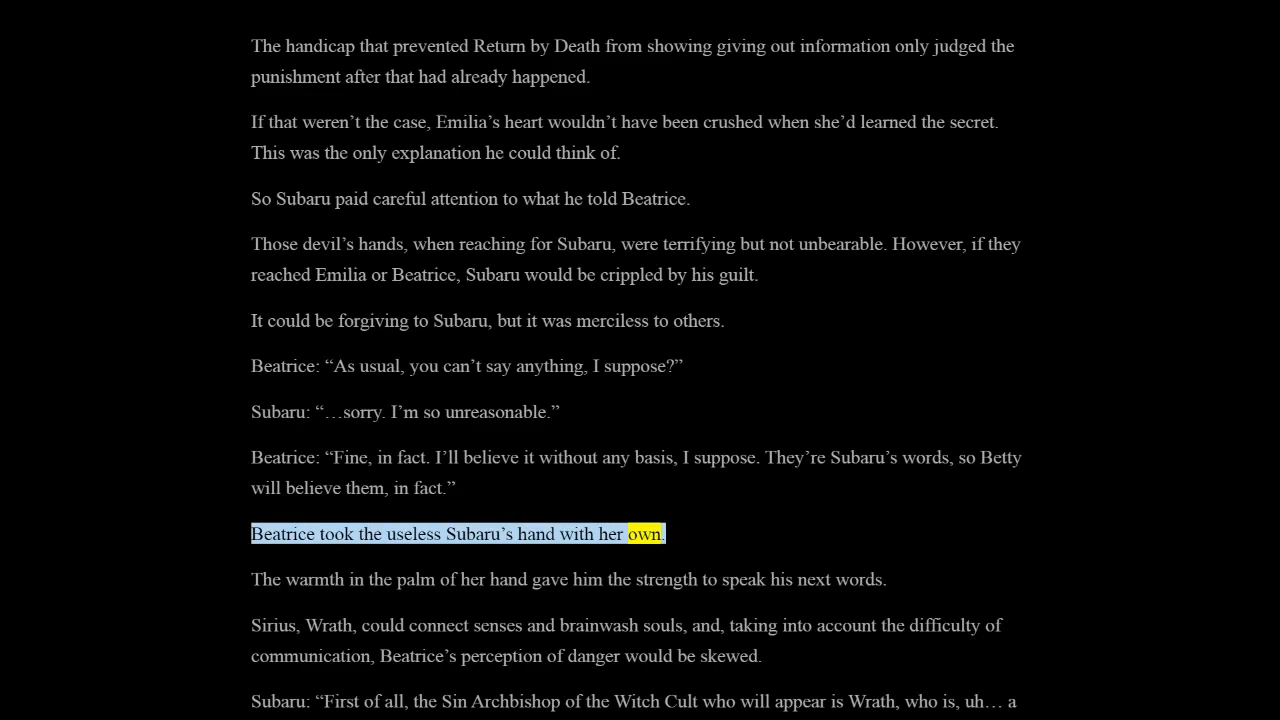 The handicap that prevented Return by Death from showing giving out information only judged the
punishment after that had already happened.
If that weren’t the case, Emilia’s heart wouldn’t have been crushed when she’d learned the secret.
This was the only explanation he could think of.
So Subaru paid careful attention to what he told Beatrice.
Those devil’s hands, when reaching for Subaru, were terrifying but not unbearable. However, if they
reached Emilia or Beatrice, Subaru would be crippled by his guilt.
It could be forgiving to Subaru, but it was merciless to others.
Beatrice: “As usual, you can’t say anything, I suppose?”
Subaru: “…sorry. I’m so unreasonable.”
Beatrice: “Fine, in fact. I’ll believe it without any basis, I suppose. They’re Subaru’s words, so Betty
will believe them, in fact.”
Beatrice took the useless Subaru’s hand with her own.
The warmth in the palm of her hand gave him the strength to speak his next words.
Sirius, Wrath, could connect senses and brainwash souls, and, taking into account the difficulty of
communication, Beatrice’s perception of danger would be skewed.
Subaru: “First of all, the Sin Archbishop of the Witch Cult who will appear is Wrath, who is, uh… a